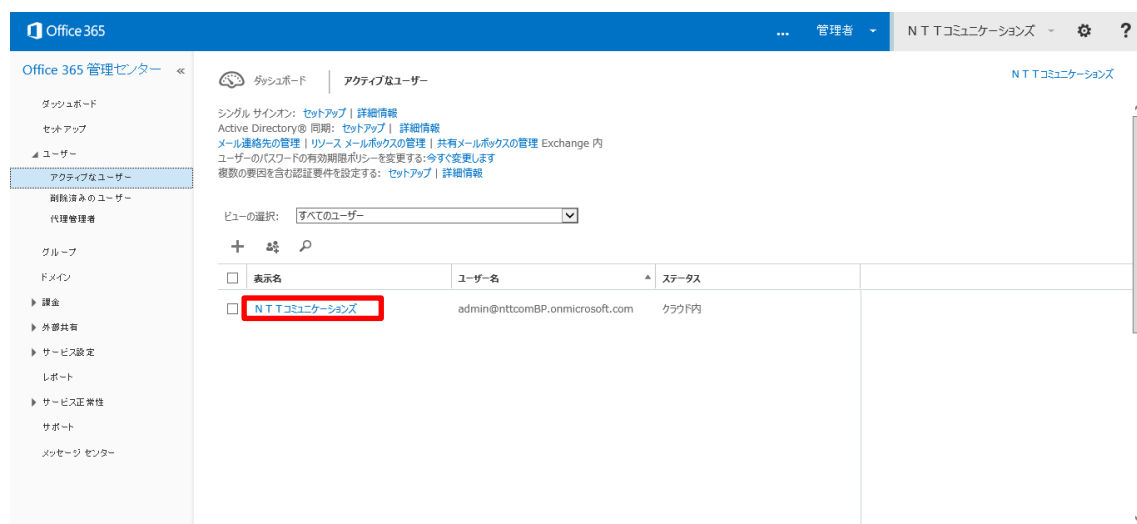 Office 365
... 管理者 NTTコミュニケーションズ ?
Office 365 管理センター «
ダッシュボード
セットアップ
ユーザー
アクティブなユーザー
削除済みのユーザー
代理管理者
グループ
ドメイン
課金
外部共有
サービス設定
レポート
サービス正常性
サポート
メッセージ センター
ダッシュボード アクティブなユーザー
NTTコミュニケーションズ
シングル サインオン: セットアップ | 詳細情報
Active Directory® 同期: セットアップ | 詳細情報
メール連絡先の管理 | リソース メールボックスの管理 | 共有メールボックスの管理 Exchange 内
ユーザーのパスワードの有効期限ポリシーを変更する:今すぐ変更します
複数の要因を含む認証要件を設定する: セットアップ | 詳細情報
ビューの選択: すべてのユーザー
表示名 ユーザー名 ステータス
NTTコミュニケーションズ admin@nttcomBP.onmicrosoft.com クラウド内